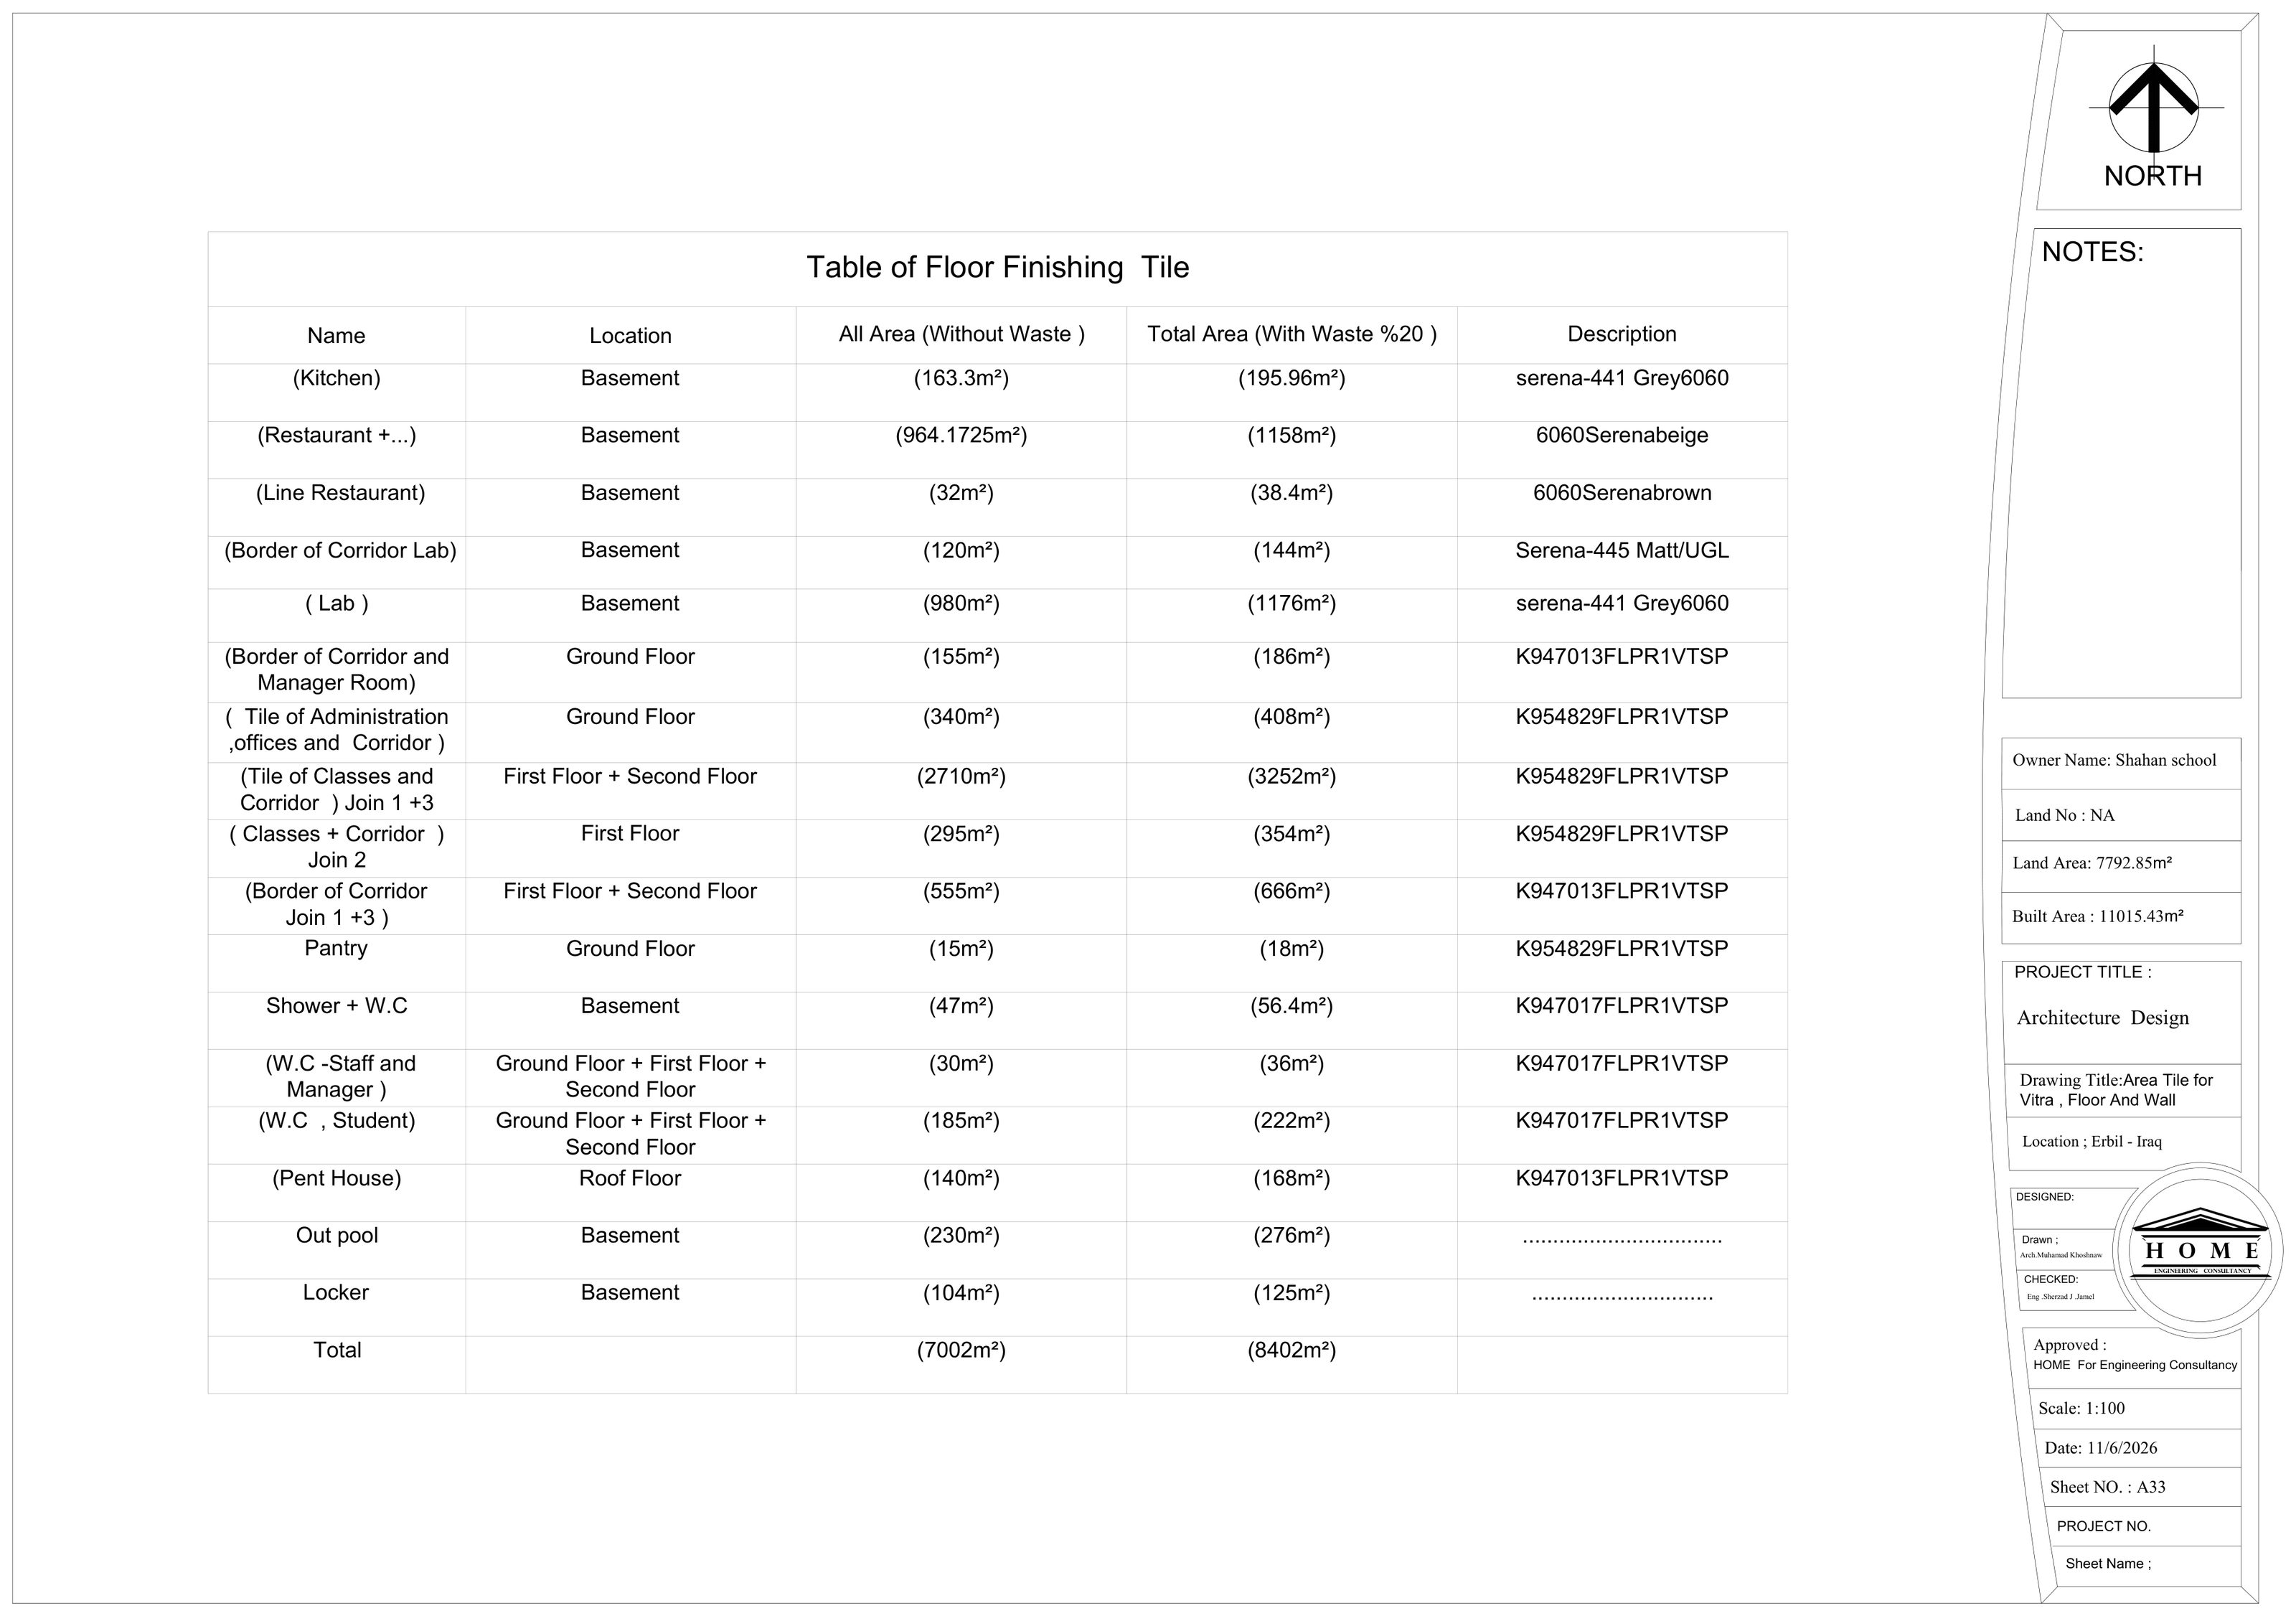 Table of Floor Finishing Tile
Name
Location
All Area (Without Waste )
Total Area (With Waste %20 )
Description
(Kitchen)
Basement
(163.3m²)
(195.96m²)
serena-441 Grey6060
(Restaurant +...)
Basement
(964.1725m²)
(1158m²)
6060Serenabeige
(Line Restaurant)
Basement
(32m²)
(38.4m²)
6060Serenabrown
(Border of Corridor Lab)
Basement
(120m²)
(144m²)
Serena-445 Matt/UGL
( Lab )
Basement
(980m²)
(1176m²)
serena-441 Grey6060
(Border of Corridor and
Manager Room)
Ground Floor
(155m²)
(186m²)
K947013FLPR1VTSP
( Tile of Administration
,offices and Corridor )
Ground Floor
(340m²)
(408m²)
K954829FLPR1VTSP
(Tile of Classes and
Corridor ) Join 1 +3
First Floor + Second Floor
(2710m²)
(3252m²)
K954829FLPR1VTSP
( Classes + Corridor )
Join 2
First Floor
(295m²)
(354m²)
K954829FLPR1VTSP
(Border of Corridor
Join 1 +3 )
First Floor + Second Floor
(555m²)
(666m²)
K947013FLPR1VTSP
Pantry
Ground Floor
(15m²)
(18m²)
K954829FLPR1VTSP
Shower + W.C
Basement
(47m²)
(56.4m²)
K947017FLPR1VTSP
(W.C -Staff and
Manager )
Ground Floor + First Floor +
Second Floor
(30m²)
(36m²)
K947017FLPR1VTSP
(W.C , Student)
Ground Floor + First Floor +
Second Floor
(185m²)
(222m²)
K947017FLPR1VTSP
(Pent House)
Roof Floor
(140m²)
(168m²)
K947013FLPR1VTSP
Out pool
Basement
(230m²)
(276m²)
.................................
Locker
Basement
(104m²)
(125m²)
..............................
Total
(7002m²)
(8402m²)
NORTH
NOTES:
Owner Name: Shahan school
Land No : NA
Land Area: 7792.85m²
Built Area : 11015.43m²
PROJECT TITLE :
Architecture Design
Drawing Title:Area Tile for
Vitra , Floor And Wall
Location ; Erbil - Iraq
DESIGNED:
Drawn ;
Arch.Muhamad Khoshnaw
CHECKED:
Eng .Sherzad J .Jamel
HOME
ENGINEERING CONSULTANCY
Approved :
HOME For Engineering Consultancy
Scale: 1:100
Date: 11/6/2026
Sheet NO. : A33
PROJECT NO.
Sheet Name ;